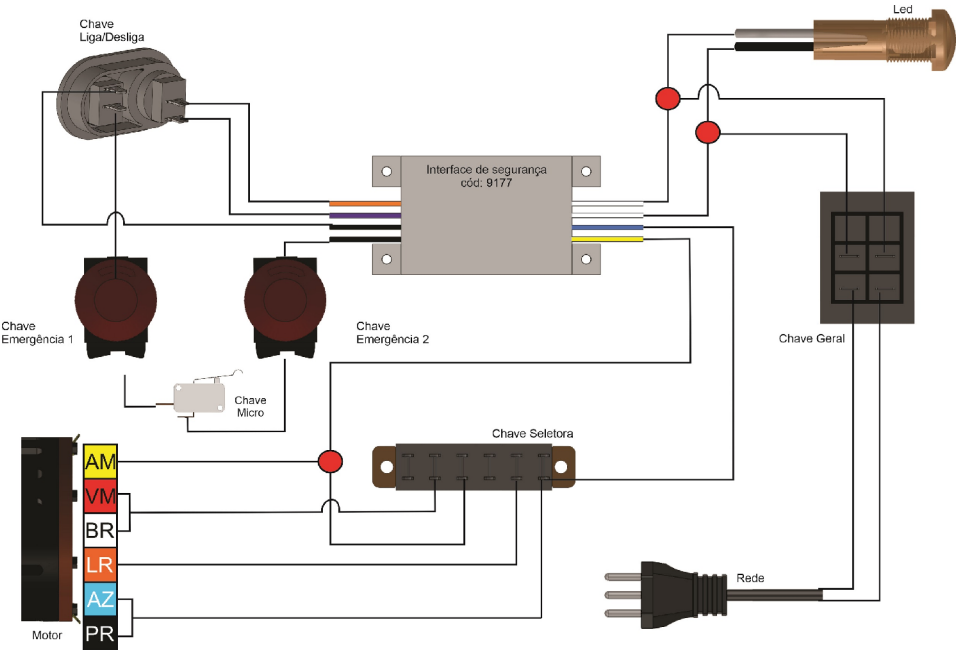 Led
Chave
Liga/Desliga
Interface de segurança
cód: 9177
Chave
Emergência 1
Chave
Emergência 2
Chave Geral
Chave
Micro
Chave Seletora
AM
VM
BR
LR
AZ
PR
Rede
Motor